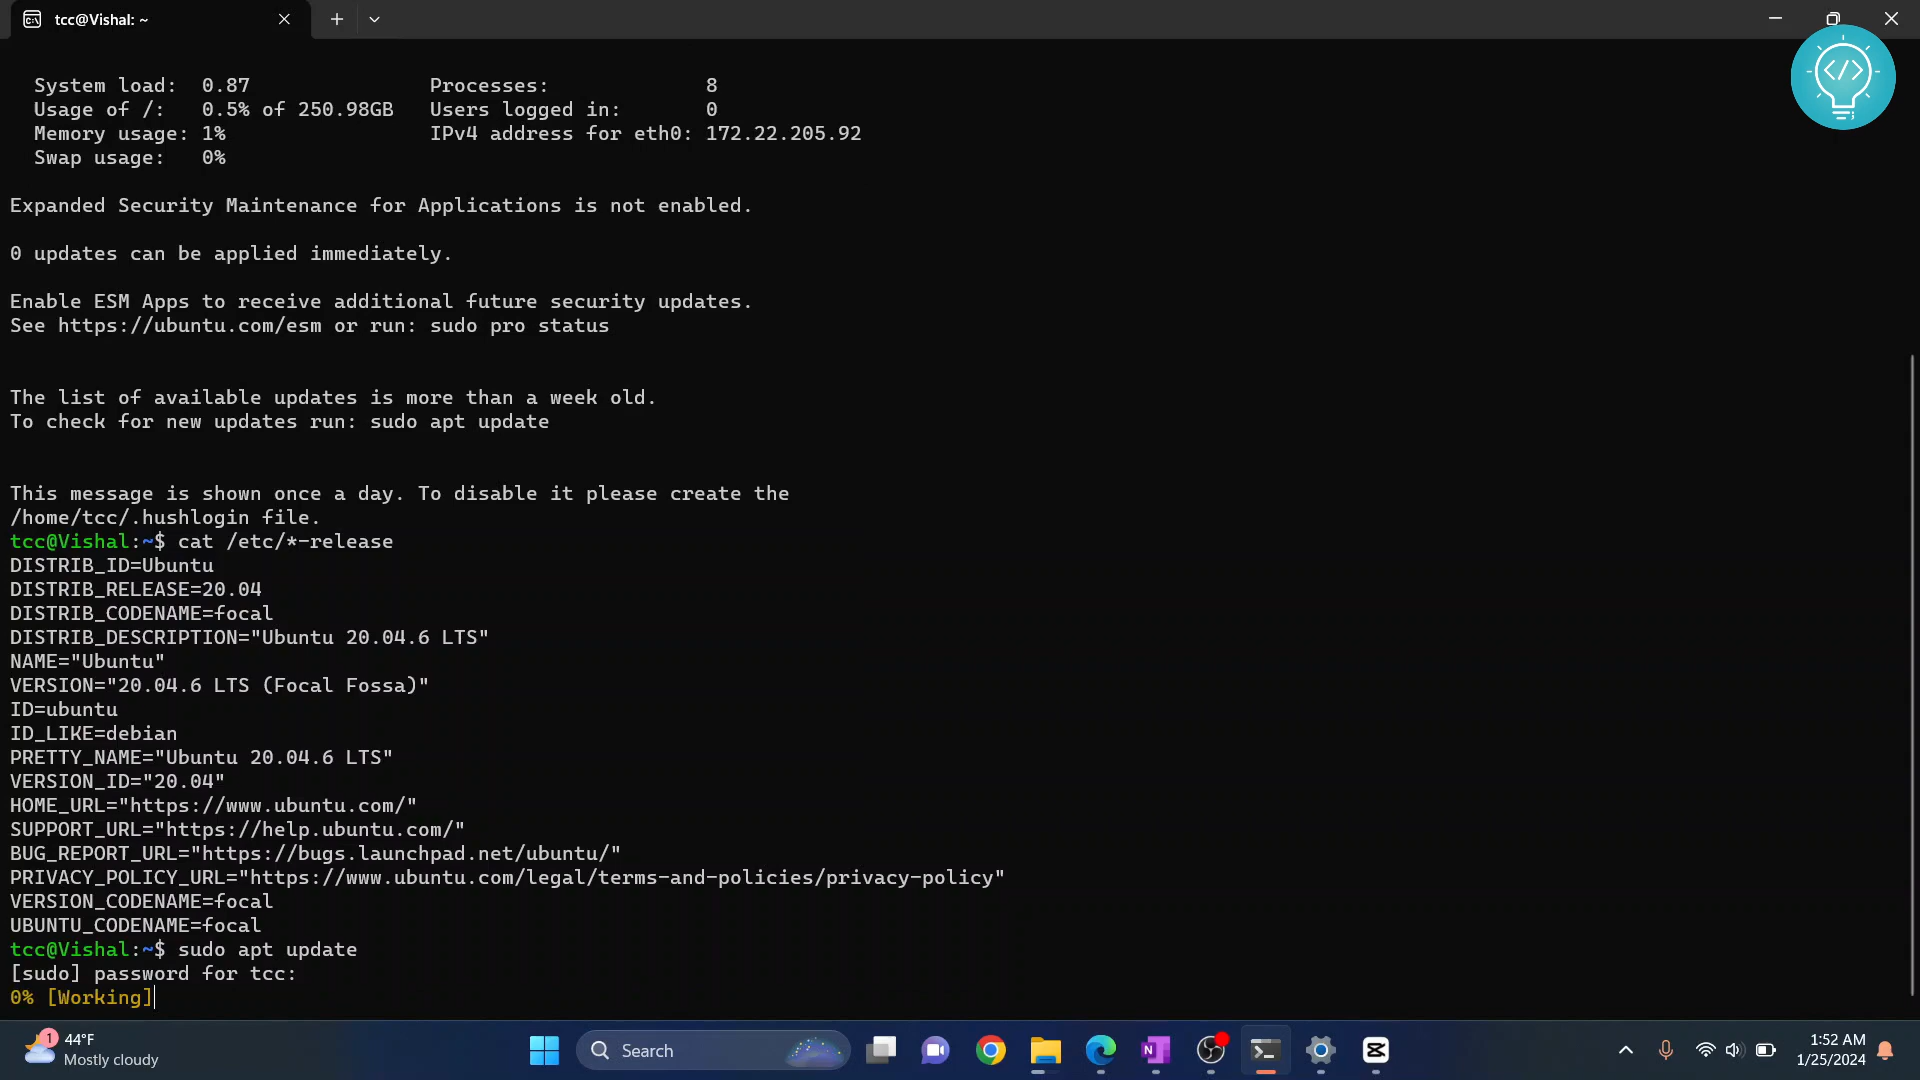 tcc@Vishal: ~
System load: 0.87 Processes: 8
Usage of /: 0.5% of 250.98GB Users logged in: 0
Memory usage: 1% IPv4 address for eth0: 172.22.205.92
Swap usage: 0%
Expanded Security Maintenance for Applications is not enabled.
0 updates can be applied immediately.
Enable ESM Apps to receive additional future security updates.
See https://ubuntu.com/esm or run: sudo pro status
The list of available updates is more than a week old.
To check for new updates run: sudo apt update
This message is shown once a day. To disable it please create the
/home/tcc/.hushlogin file.
tcc@Vishal:~$ cat /etc/*-release
DISTRIB_ID=Ubuntu
DISTRIB_RELEASE=20.04
DISTRIB_CODENAME=focal
DISTRIB_DESCRIPTION="Ubuntu 20.04.6 LTS"
NAME="Ubuntu"
VERSION="20.04.6 LTS (Focal Fossa)"
ID=ubuntu
ID_LIKE=debian
PRETTY_NAME="Ubuntu 20.04.6 LTS"
VERSION_ID="20.04"
HOME_URL="https://www.ubuntu.com/"
SUPPORT_URL="https://help.ubuntu.com/"
BUG_REPORT_URL="https://bugs.launchpad.net/ubuntu/"
PRIVACY_POLICY_URL="https://www.ubuntu.com/legal/terms-and-policies/privacy-policy"
VERSION_CODENAME=focal
UBUNTU_CODENAME=focal
tcc@Vishal:~$ sudo apt update
[sudo] password for tcc:
0% [Working]
1 44°F
Mostly cloudy
Search
N
1:52 AM
1/25/2024